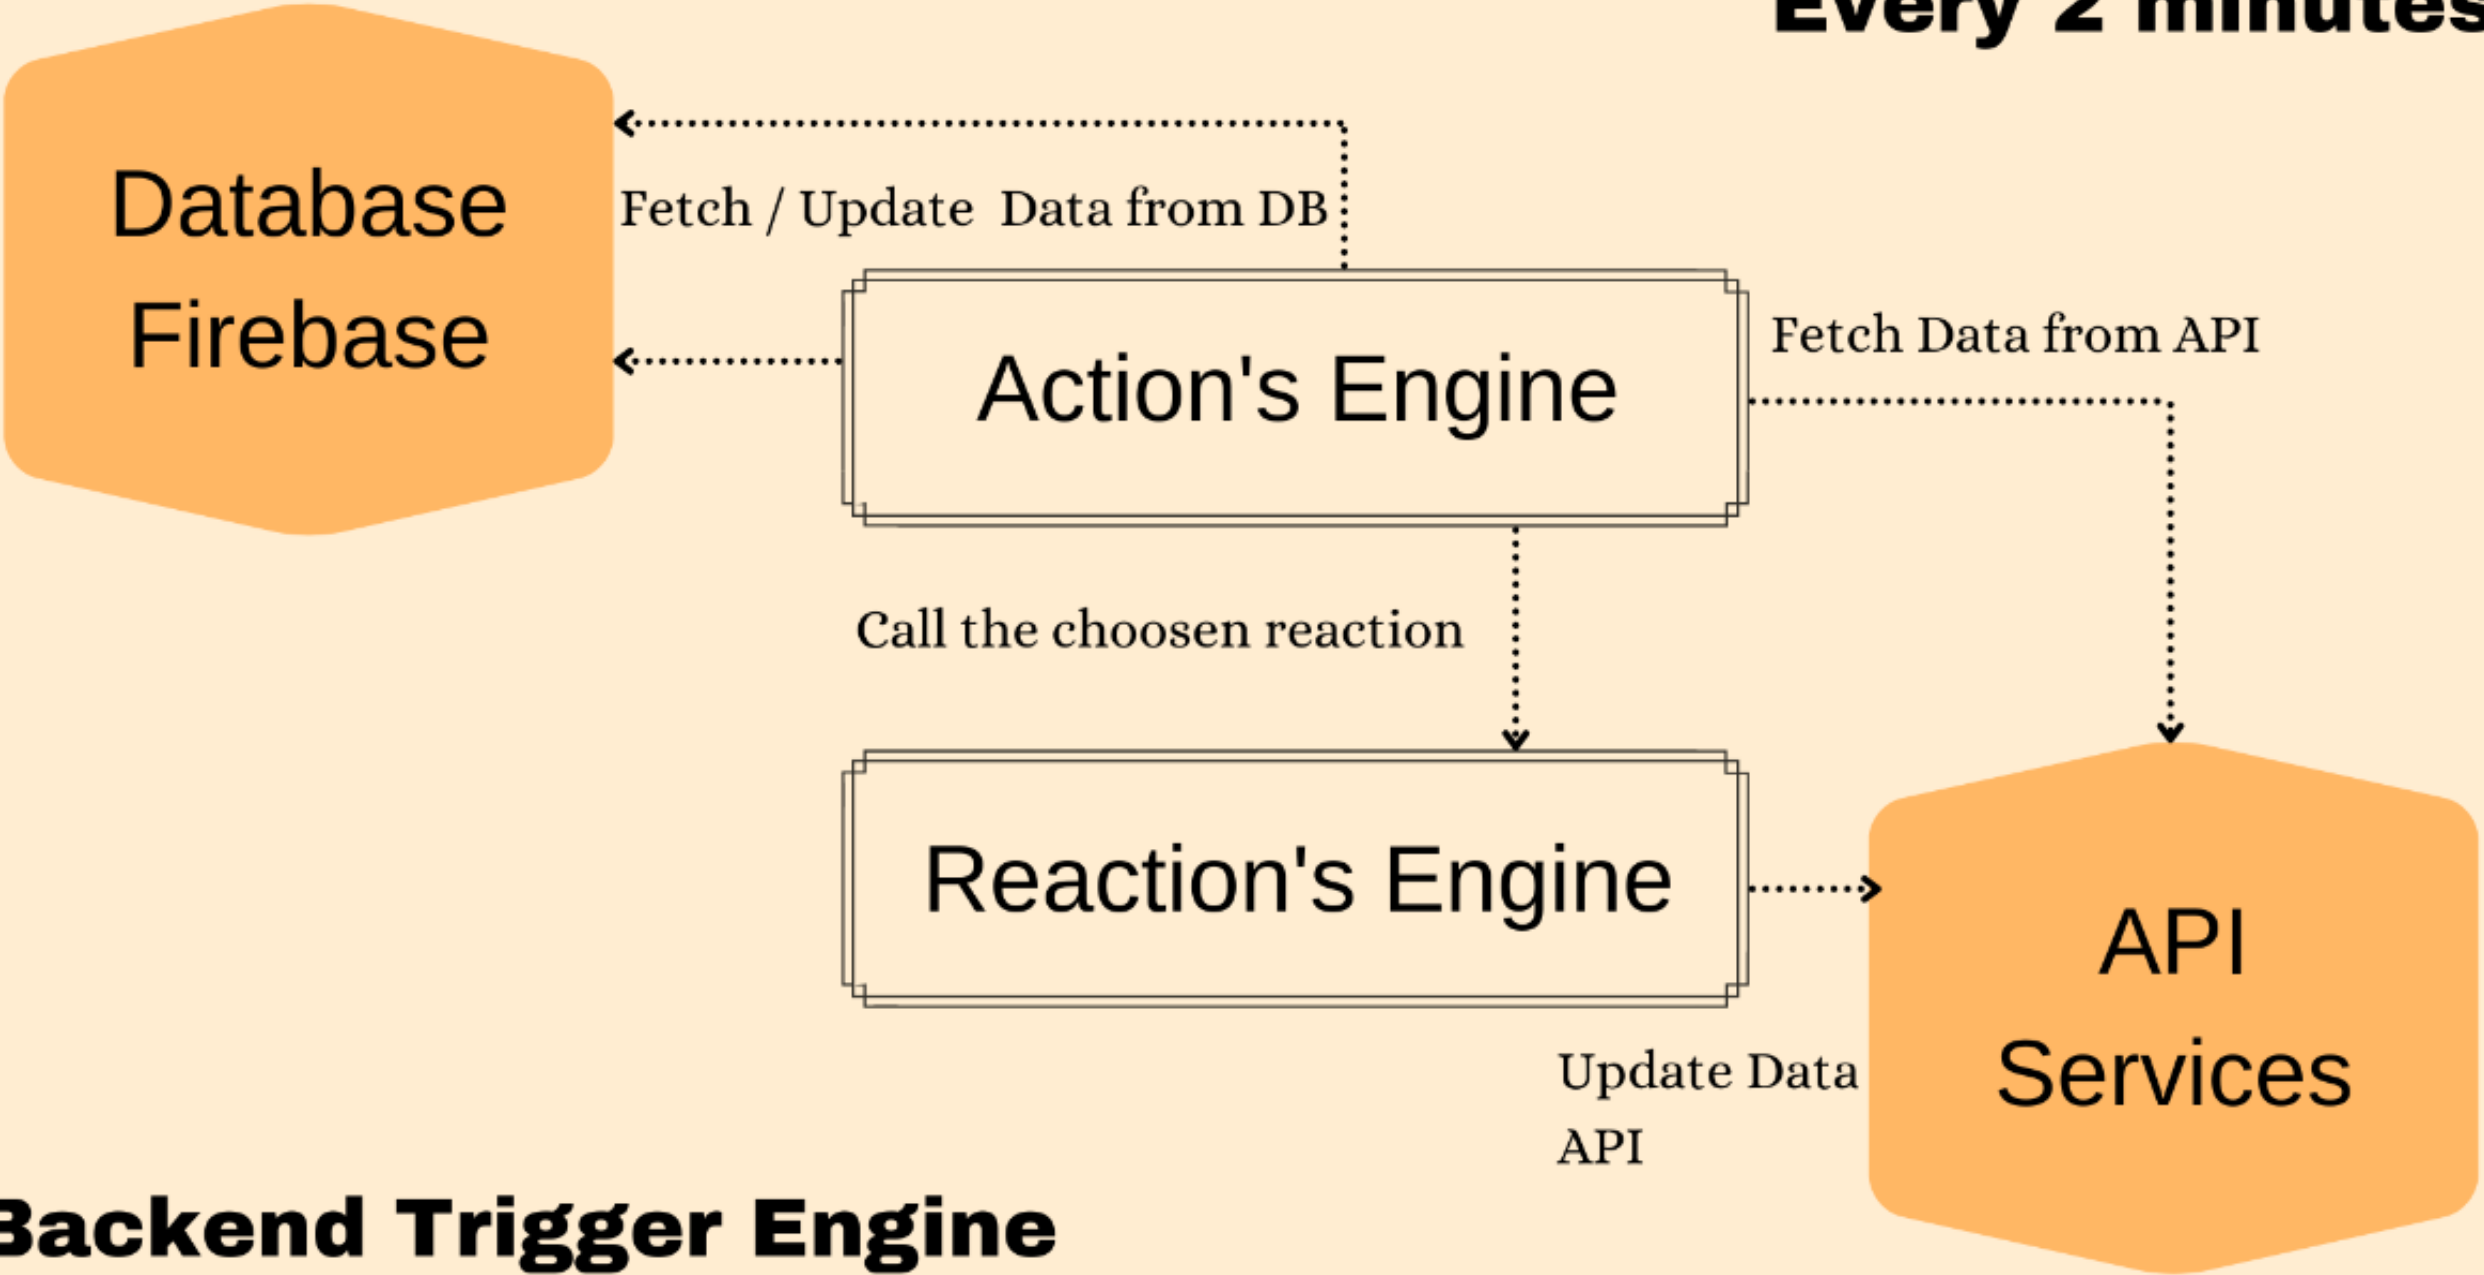 Every 2 minutes
Database
Firebase
Fetch / Update Data from DB
Action's Engine
Fetch Data from API
Call the choosen reaction
Reaction's Engine
API
Services
Update Data
API
Backend Trigger Engine